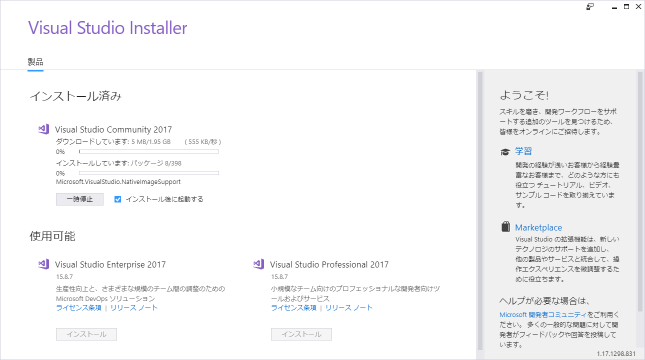 Visual Studio Installer
製品
インストール済み
Visual Studio Community 2017
ダウンロードしています: 5 MB/1.95 GB (555 KB/秒)
0%
インストールしています: パッケージ 8/398
0%
Microsoft.VisualStudio.NativeImageSupport
一時停止
インストール後に起動する
使用可能
Visual Studio Enterprise 2017
15.8.7
生産性向上と、さまざまな規模のチーム間の調整のための
Microsoft DevOps ソリューション
ライセンス条項 | リリース ノート
インストール
Visual Studio Professional 2017
15.8.7
小規模なチーム向けのプロフェッショナルな開発者向けツ
ールおよびサービス
ライセンス条項 | リリース ノート
インストール
ようこそ!
スキルを磨き、開発ワークフローをサポ
ートする追加のツールを見つけるため、
皆様をオンラインにご招待します。
学習
開発の経験が浅いお客様から経験豊
富なお客様まで、どのような方にも
役立つ チュートリアル、ビデオ、
サンプル コードを取り揃えていま
す。
Marketplace
Visual Studio の拡張機能は、新しい
テクノロジのサポートを追加し、
他の製品やサービスと統合して、操
作エクスペリエンスを微調整するた
めに役立ちます。
ヘルプが必要な場合は、
Microsoft 開発者コミュニティをご利用く
ださい。 多くの一般的な問題に対して開
発者がフィードバックや回答を投稿して
います。
1.17.1298.831